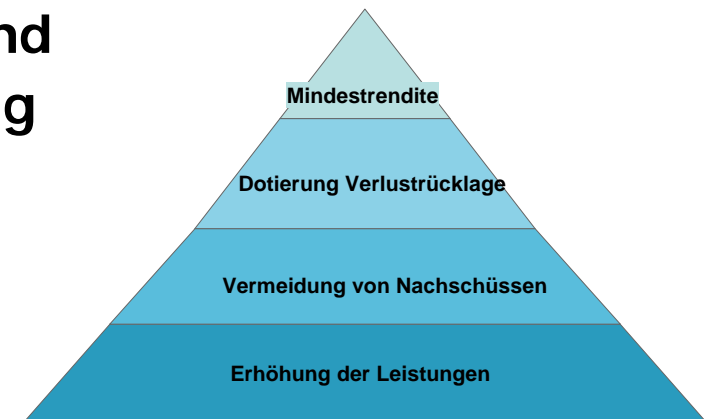 nd
g
Mindestrendite
Dotierung Verlustrücklage
Vermeidung von Nachschüssen
Erhöhung der Leistungen